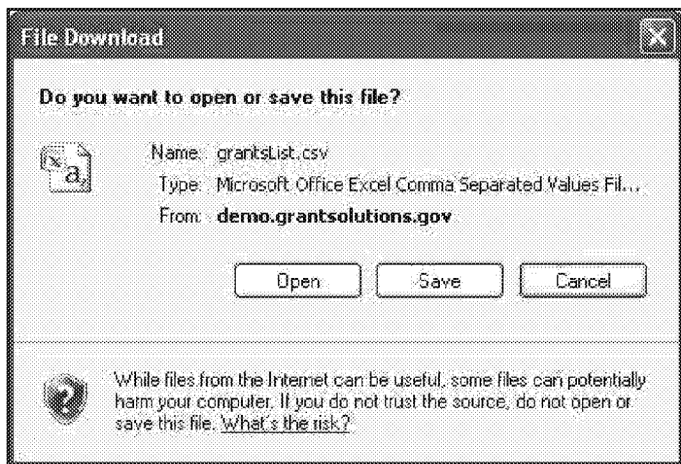 File Download
Do you want to open or save this file?
Name: grantsList.csv
Type: Microsoft Office Excel Comma Separated Values Fil...
From: demo.grantsolutions.gov
Open Save Cancel
While files from the Internet can be useful, some files can potentially
harm your computer. If you do not trust the source, do not open or
save this file. What's the risk?